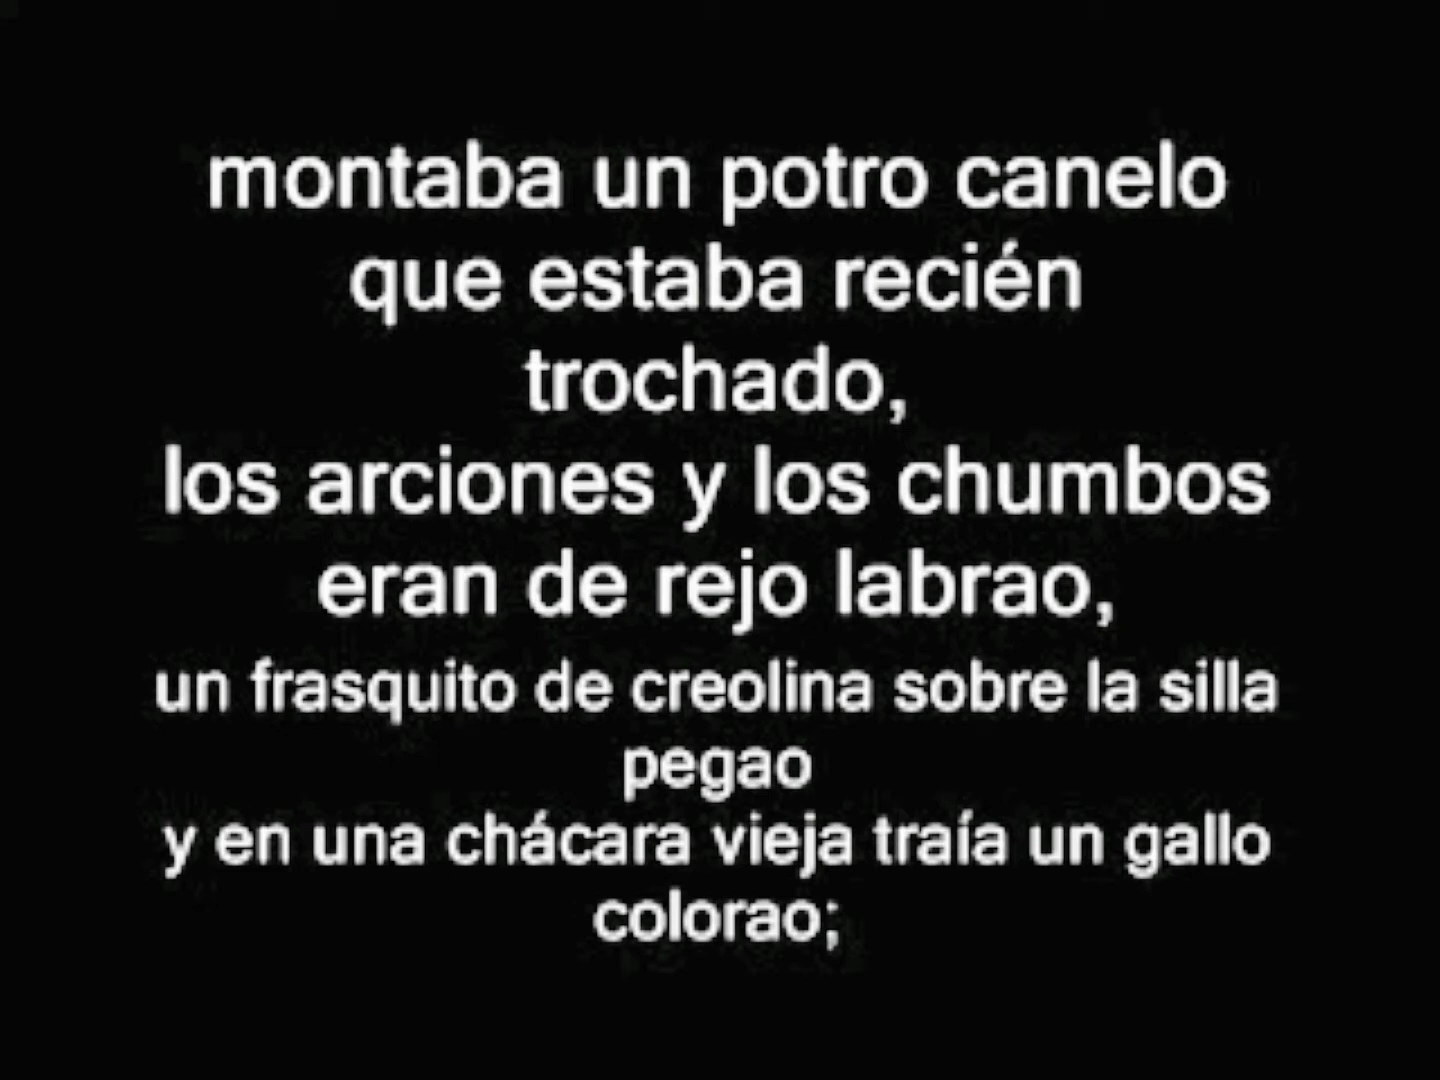 montaba un potro canelo
que estaba recién
trochado,
los arciones y los chumbos
eran de rejo labrao,
un frasquito de creolina sobre la silla
pegao
y en una chácara vieja traía un gallo
colorao;